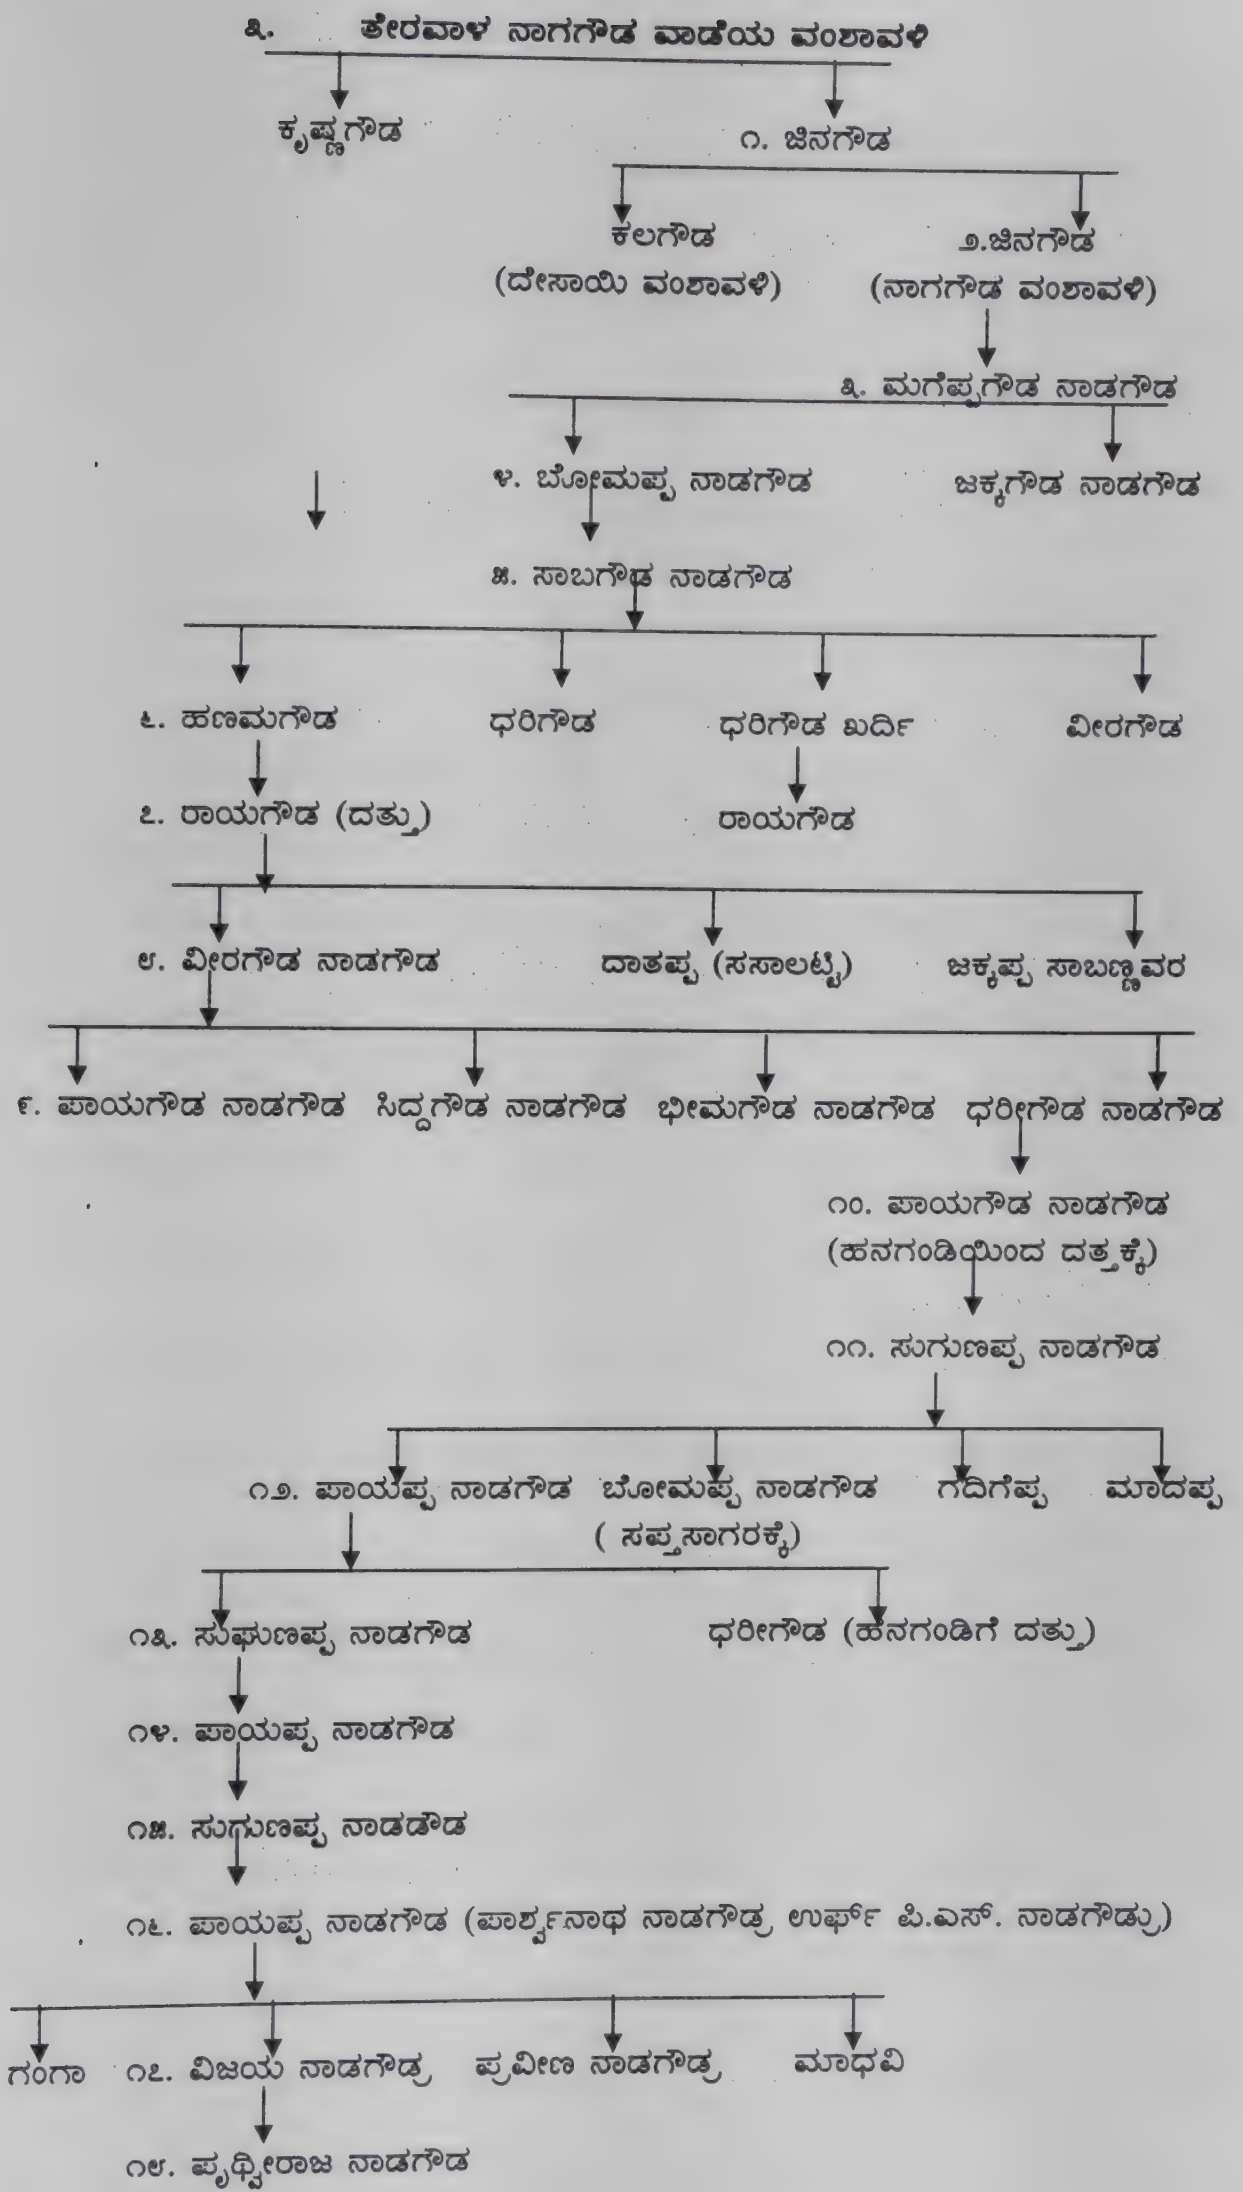 ೩. ತೇರವಾಳ ನಾಗಗೌಡ ವಾಡೆಯ ವಂಶಾವಳಿ
ಕೃಷ್ಣಗೌಡ ೧. ಜಿನಗೌಡ
ಕಲಗೌಡ ೨.ಜಿನಗೌಡ
(ದೇಸಾಯಿ ವಂಶಾವಳಿ) (ನಾಗಗೌಡ ವಂಶಾವಳಿ)
೩. ಮಗೆಪ್ಪಗೌಡ ನಾಡಗೌಡ
೪. ಬೋಮಪ್ಪ ನಾಡಗೌಡ ಜಕ್ಕಗೌಡ ನಾಡಗೌಡ
೫. ಸಾಬಗೌಡ ನಾಡಗೌಡ
೬. ಹಣಮಗೌಡ ಧರಿಗೌಡ ಧರಿಗೌಡ ಖರ್ದಿ ವೀರಗೌಡ
೭. ರಾಯಗೌಡ (ದತ್ತು) ರಾಯಗೌಡ
೮. ವೀರಗೌಡ ನಾಡಗೌಡ ದಾತಪ್ಪ (ಸಸಾಲಟ್ಟಿ) ಜಕ್ಕಪ್ಪ ಸಾಬಣ್ಣವರ
೯. ಪಾಯಗೌಡ ನಾಡಗೌಡ ಸಿದ್ದಗೌಡ ನಾಡಗೌಡ ಭೀಮಗೌಡ ನಾಡಗೌಡ ಧರೀಗೌಡ ನಾಡಗೌಡ
೧೦. ಪಾಯಗೌಡ ನಾಡಗೌಡ
(ಹನಗಂಡಿಯಿಂದ ದತ್ತಕ್ಕೆ)
೧೧. ಸುಗುಣಪ್ಪ ನಾಡಗೌಡ
೧೨. ಪಾಯಪ್ಪ ನಾಡಗೌಡ ಬೋಮಪ್ಪ ನಾಡಗೌಡ ಗದಿಗೆಪ್ಪ ಮಾದಪ್ಪ
( ಸಪ್ತಸಾಗರಕ್ಕೆ)
೧೩. ಸುಘುಣಪ್ಪ ನಾಡಗೌಡ ಧರೀಗೌಡ (ಹನಗಂಡಿಗೆ ದತ್ತು)
೧೪. ಪಾಯಪ್ಪ ನಾಡಗೌಡ
೧೫. ಸುಗುಣಪ್ಪ ನಾಡಡೌಡ
೧೬. ಪಾಯಪ್ಪ ನಾಡಗೌಡ (ಪಾರ್ಶ್ವನಾಥ ನಾಡಗೌಡ್ರ ಉರ್ಫ್ ಪಿ.ಎಸ್. ನಾಡಗೌಡ್ರು)
ಗಂಗಾ ೧೭. ವಿಜಯ ನಾಡಗೌಡ್ರ ಪ್ರವೀಣ ನಾಡಗೌಡ್ರ ಮಾಧವಿ
೧೮. ಪೃಥ್ವೀರಾಜ ನಾಡಗೌಡ